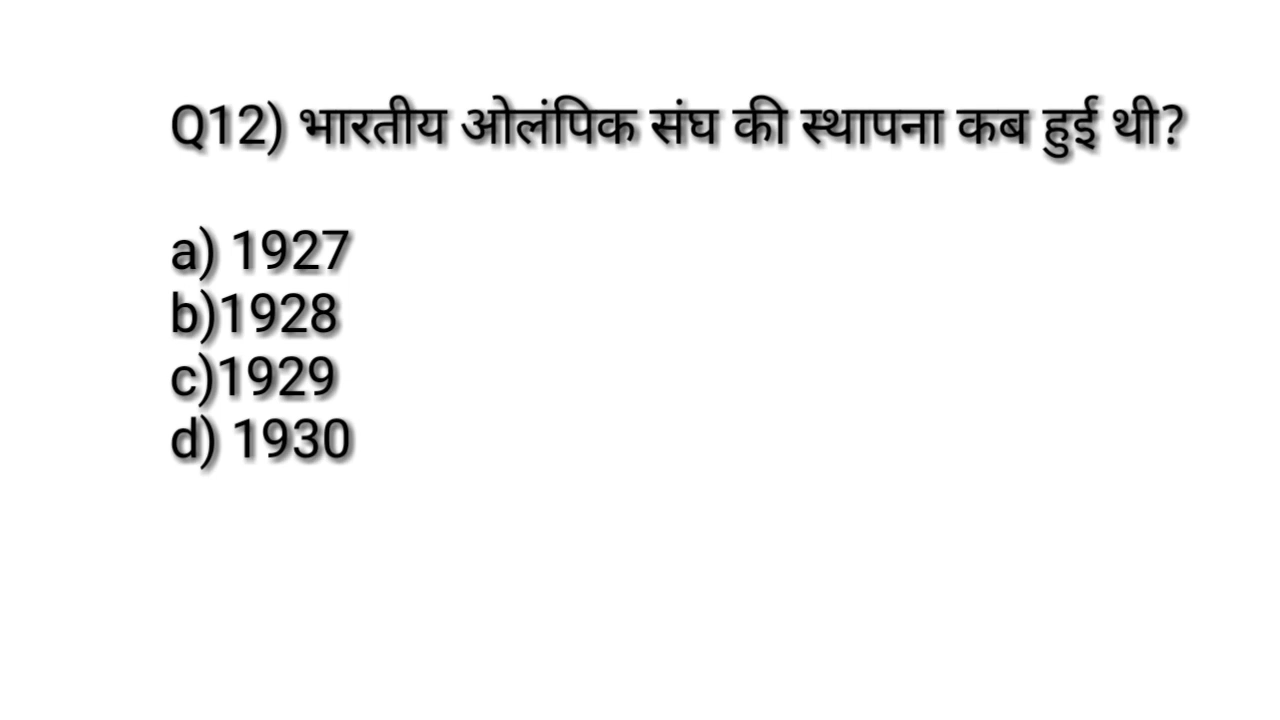 Q12) भारतीय ओलंपिक संघ की स्थापना कब हुई थी?
a) 1927
b)1928
c)1929
d) 1930